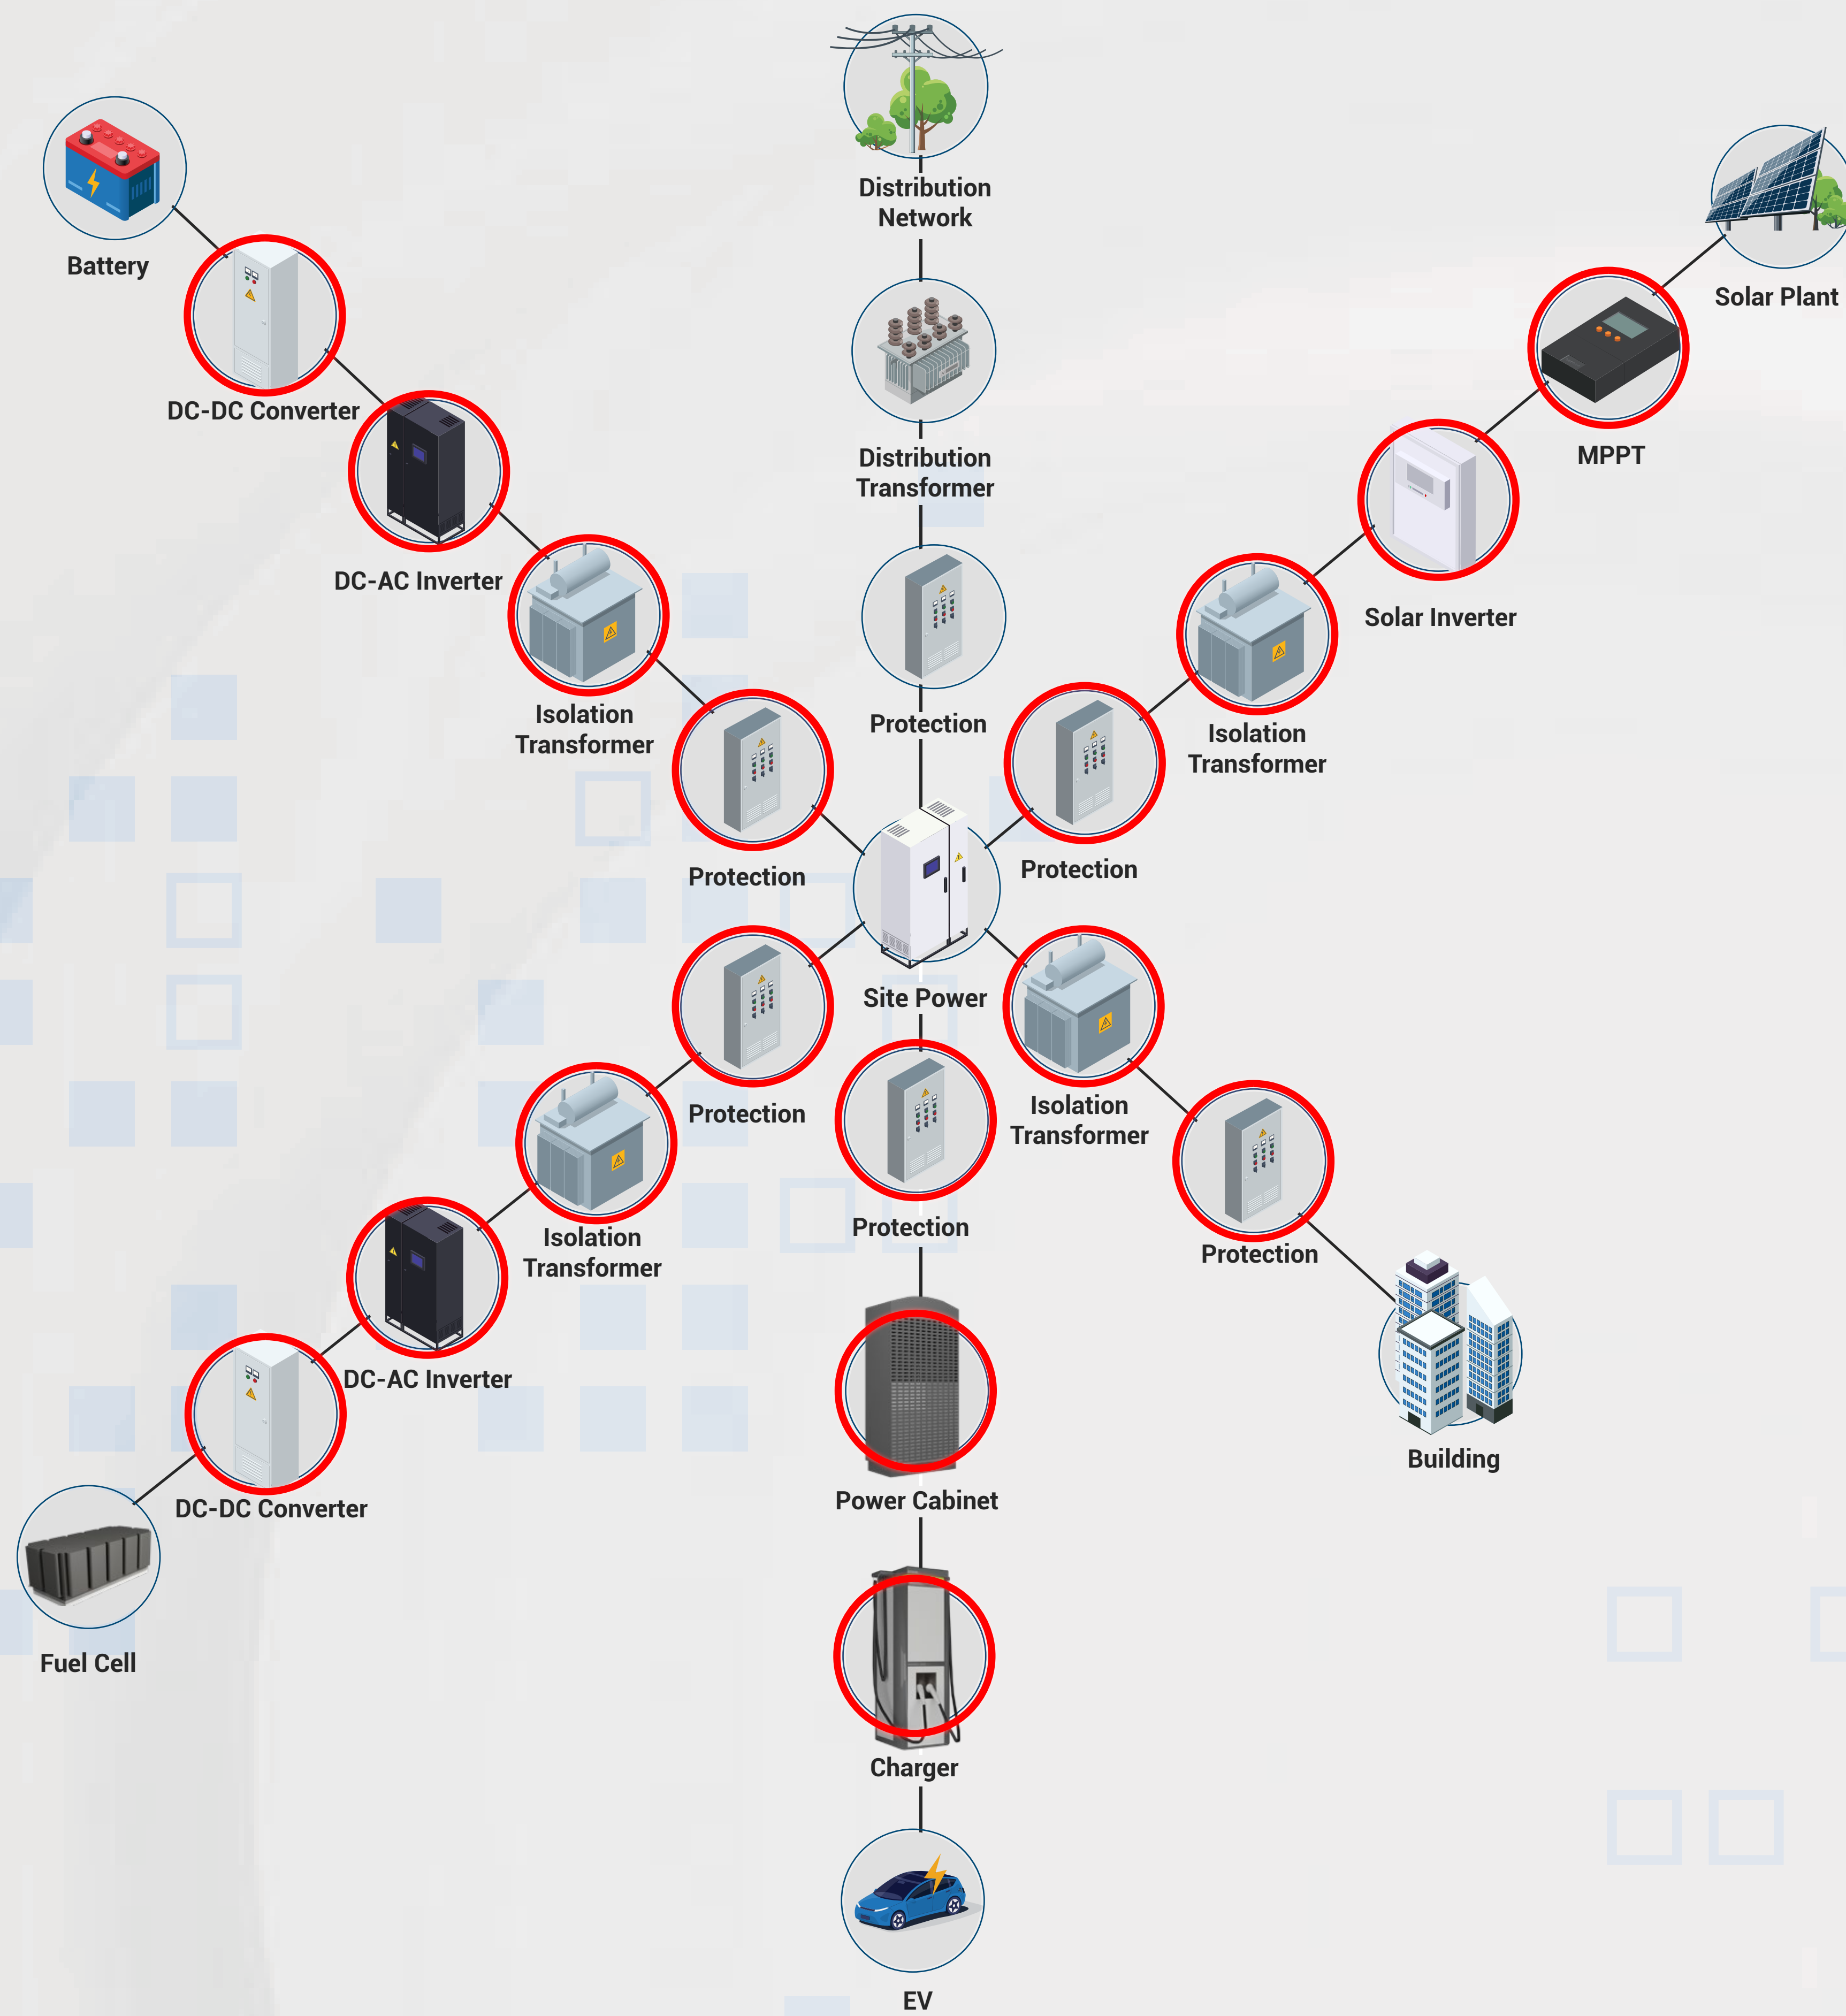 Distribution
Network
Battery
Solar Plant
DC-DC Converter
MPPT
Distribution
Transformer
DC-AC Inverter
Solar Inverter
Isolation
Transformer
Protection
Isolation
Transformer
Protection
Protection
Site Power
Protection
Isolation
Transformer
Protection
Isolation
Transformer
Protection
DC-AC Inverter
Building
Power Cabinet
DC-DC Converter
Fuel Cell
Charger
EV